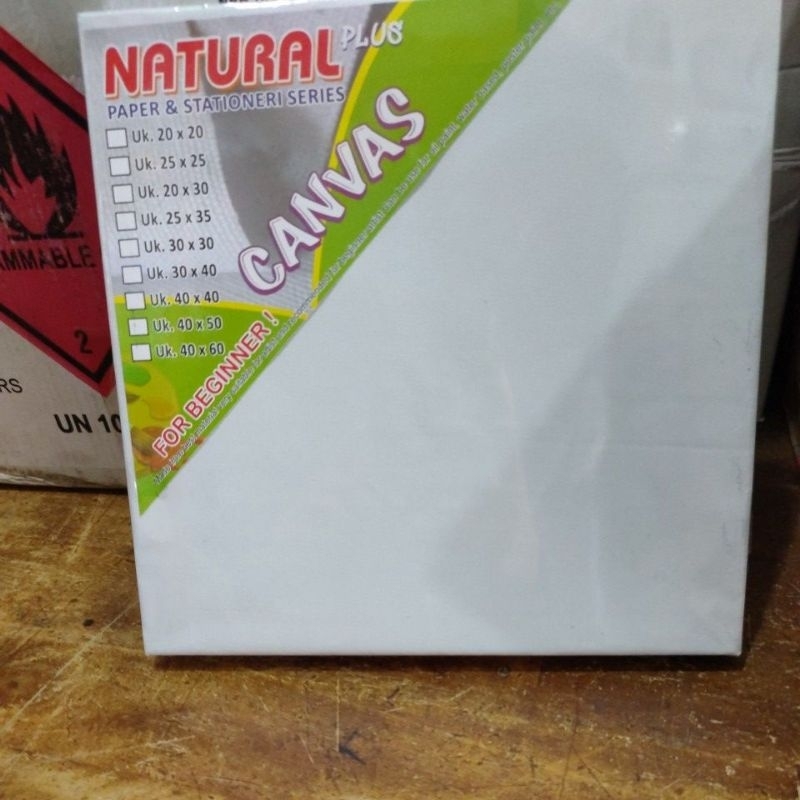 NATURAL PLUS
PAPER & STATIONERI SERIES
Uk. 20 x 20
Uk. 25 x 25
Uk. 20 x 30
Uk. 25 x 35
Uk. 30 x 30
Uk. 30 x 40
Uk. 40 x 40
Uk. 40 x 50
Uk. 40 x 60
CANVAS
FOR BEGINNER !
AMMABLE
2
RS
UN 10